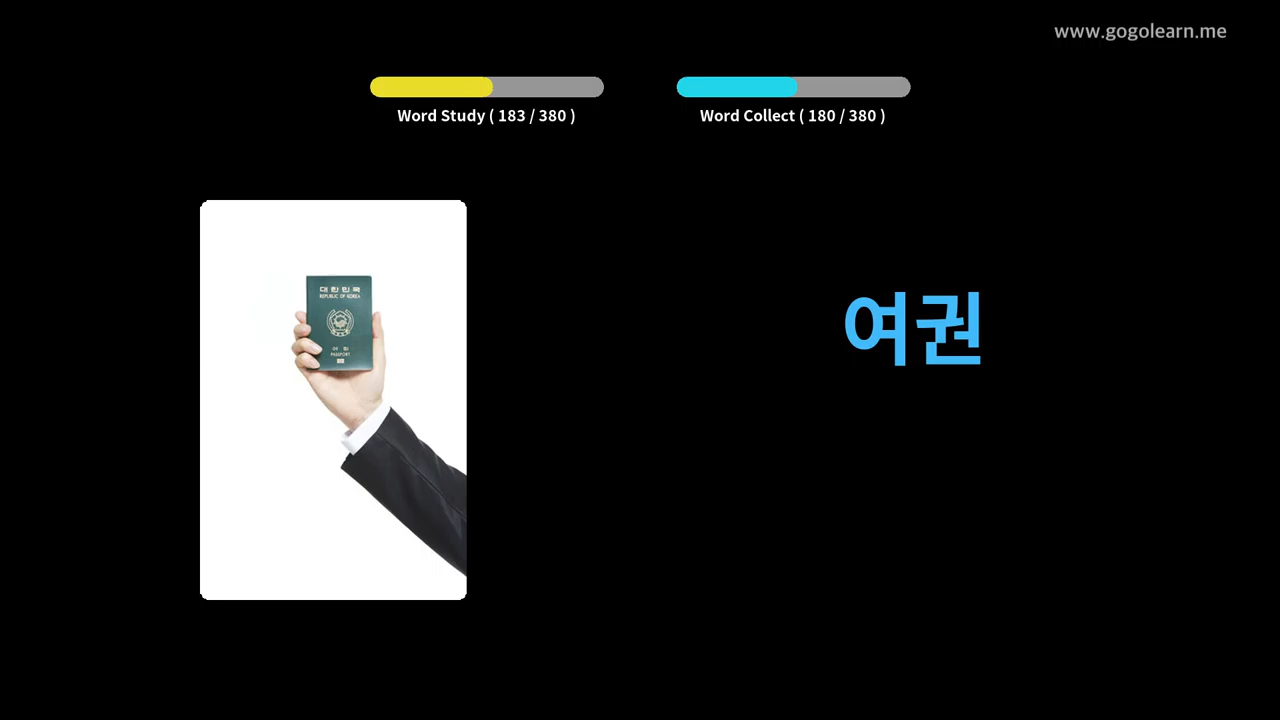 www.gogolearn.me
Word Study ( 183 / 380 )
Word Collect ( 180 / 380 )
대한민국
REPUBLIC OF KOREA
여권
PASSPORT
여권